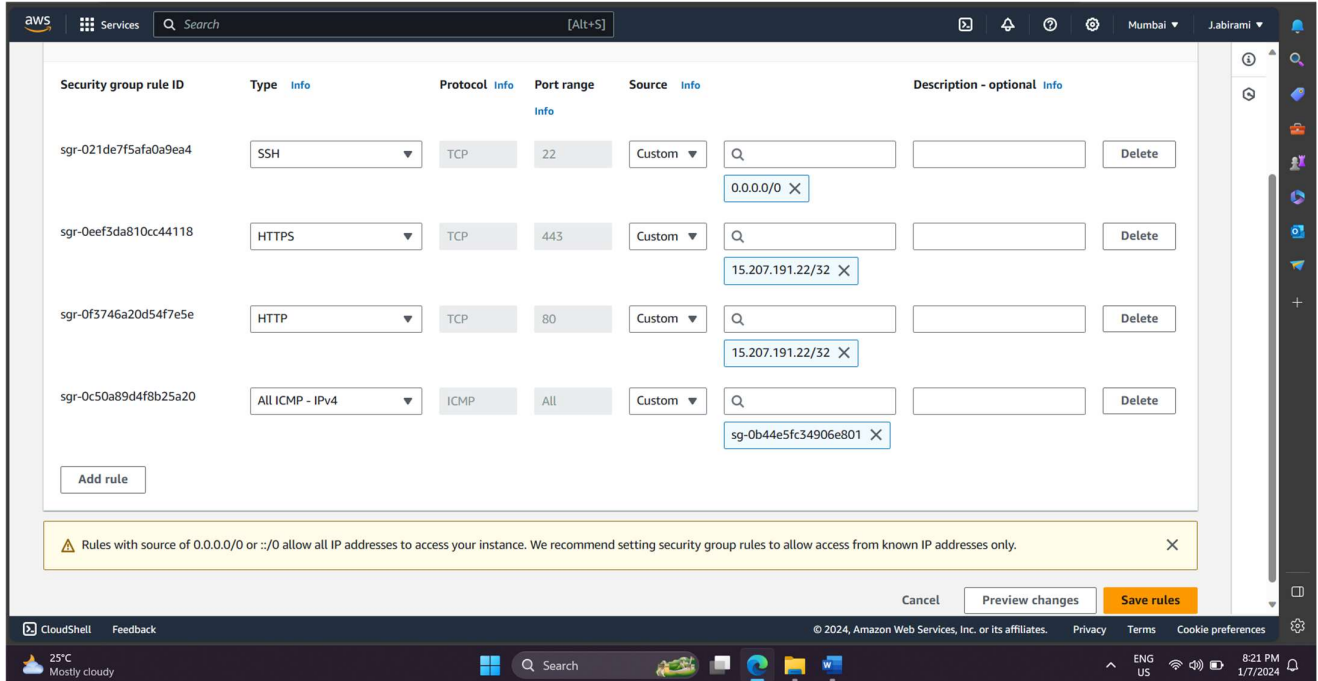 aws Services Search [Alt+S] Mumbai ▼ J.abirami ▼
Security group rule ID Type Info Protocol Info Port range Source Info Description - optional Info
Info
sgr-021de7f5afa0a9ea4 SSH TCP 22 Custom Delete
0.0.0.0/0
sgr-0eef3da810cc44118 HTTPS TCP 443 Custom Delete
15.207.191.22/32
sgr-0f3746a20d54f7e5e HTTP TCP 80 Custom Delete
15.207.191.22/32
sgr-0c50a89d4f8b25a20 All ICMP - IPv4 ICMP All Custom Delete
sg-0b44e5fc34906e801
Add rule
Rules with source of 0.0.0.0/0 or ::/0 allow all IP addresses to access your instance. We recommend setting security group rules to allow access from known IP addresses only.
Cancel Preview changes Save rules
CloudShell Feedback © 2024, Amazon Web Services, Inc. or its affiliates. Privacy Terms Cookie preferences
25°C Search ENG 8:21 PM
Mostly cloudy US 1/7/2024